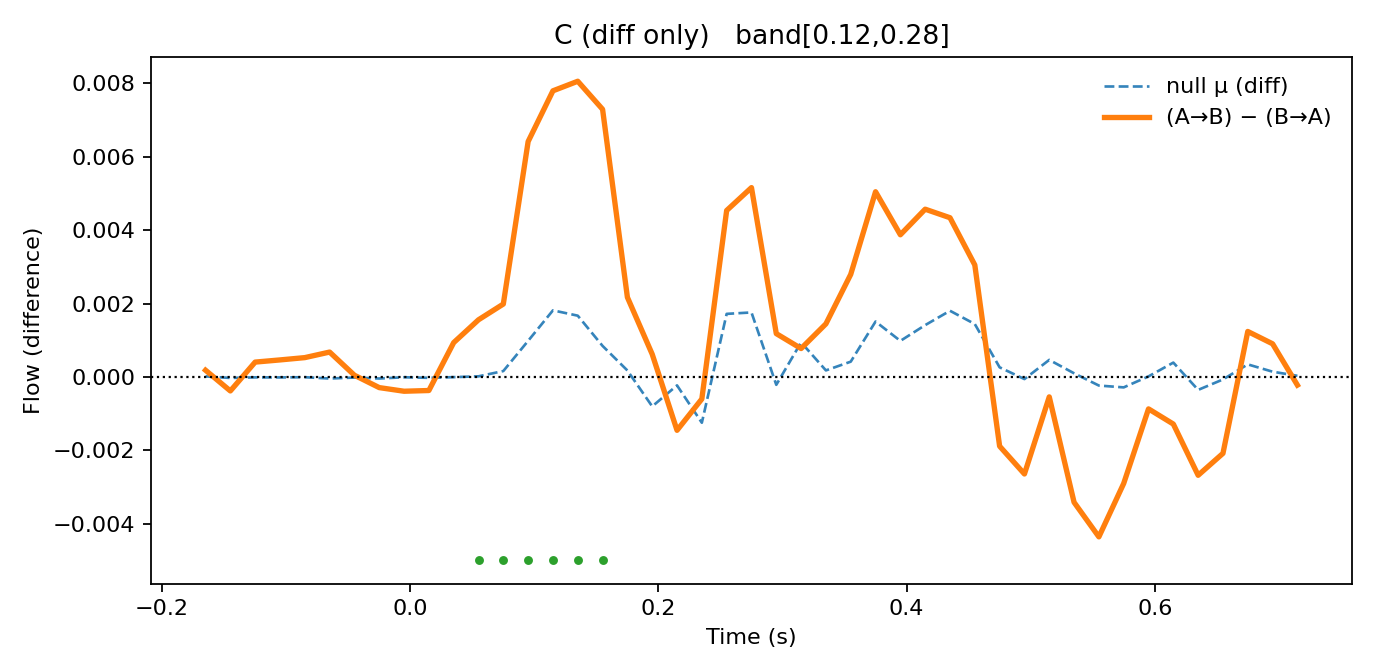 C (diff only)   band[0.12,0.28]
null μ (diff)
(A→B) − (B→A)
Flow (difference)
0.008
0.006
0.004
0.002
0.000
−0.002
−0.004
−0.2
0.0
0.2
0.4
0.6
Time (s)